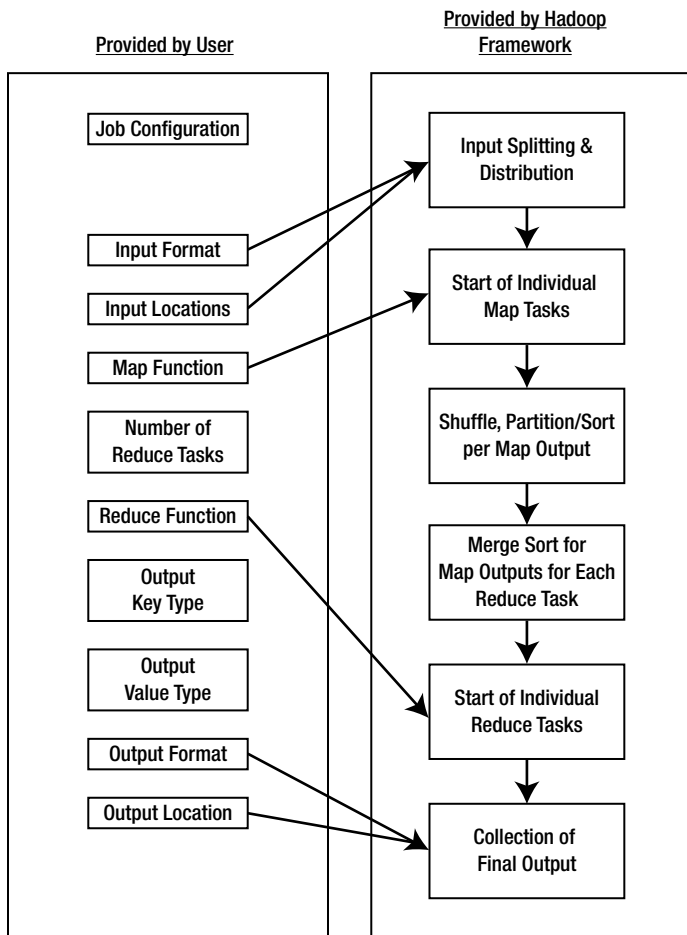 Provided by User
Job Configuration
Input Format
Input Locations
Map Function
Number of
Reduce Tasks
Reduce Function
Output
Key Type
Output
Value Type
Output Format
Output Location
Provided by Hadoop
Framework
Input Splitting &
Distribution
Start of Individual
Map Tasks
Shuffle, Partition/Sort
per Map Output
Merge Sort for
Map Outputs for Each
Reduce Task
Start of Individual
Reduce Tasks
Collection of
Final Output